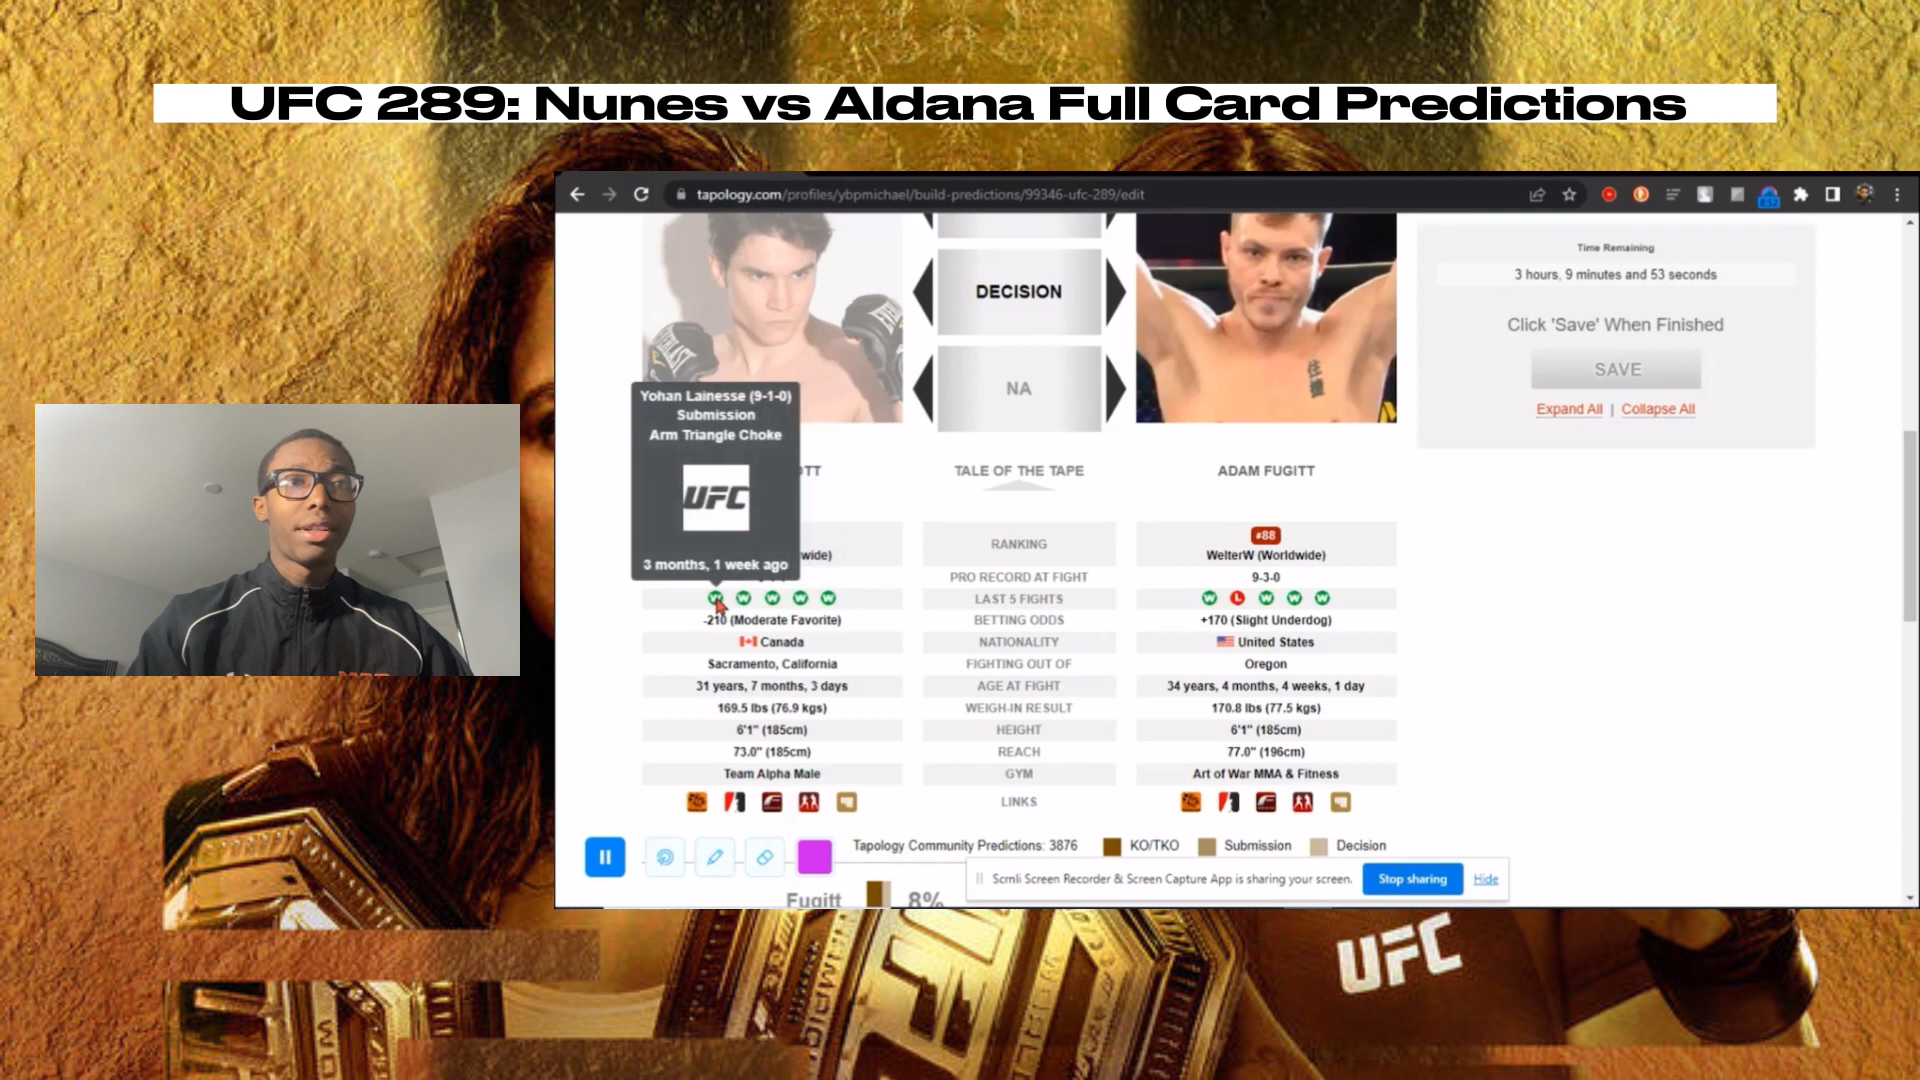 UFC 289: Nunes vs Aldana Full Card Predictions
tapology.com/profiles/ybpmichael/build-predictions/99346-ufc-289/edit
Time Remaining
3 hours, 9 minutes and 53 seconds
Click 'Save' When Finished
SAVE
Expand All | Collapse All
DECISION
NA
EVERLAST
Yohan Lainesse (9-1-0)
Submission
Arm Triangle Choke
UFC
3 months, 1 week ago
TT
TALE OF THE TAPE
ADAM FUGITT
wide)
RANKING
#88
WelterW (Worldwide)
PRO RECORD AT FIGHT
9-3-0
W W W W W
LAST 5 FIGHTS
W L W W W
-210 (Moderate Favorite)
BETTING ODDS
+170 (Slight Underdog)
Canada
NATIONALITY
United States
Sacramento, California
FIGHTING OUT OF
Oregon
31 years, 7 months, 3 days
AGE AT FIGHT
34 years, 4 months, 4 weeks, 1 day
169.5 lbs (76.9 kgs)
WEIGH-IN RESULT
170.8 lbs (77.5 kgs)
6'1" (185cm)
HEIGHT
6'1" (185cm)
73.0" (185cm)
REACH
77.0" (196cm)
Team Alpha Male
GYM
Art of War MMA & Fitness
LINKS
Tapology Community Predictions: 3876
KO/TKO
Submission
Decision
Scrnli Screen Recorder & Screen Capture App is sharing your screen.
Stop sharing
Hide
Fugitt
8%
UFC